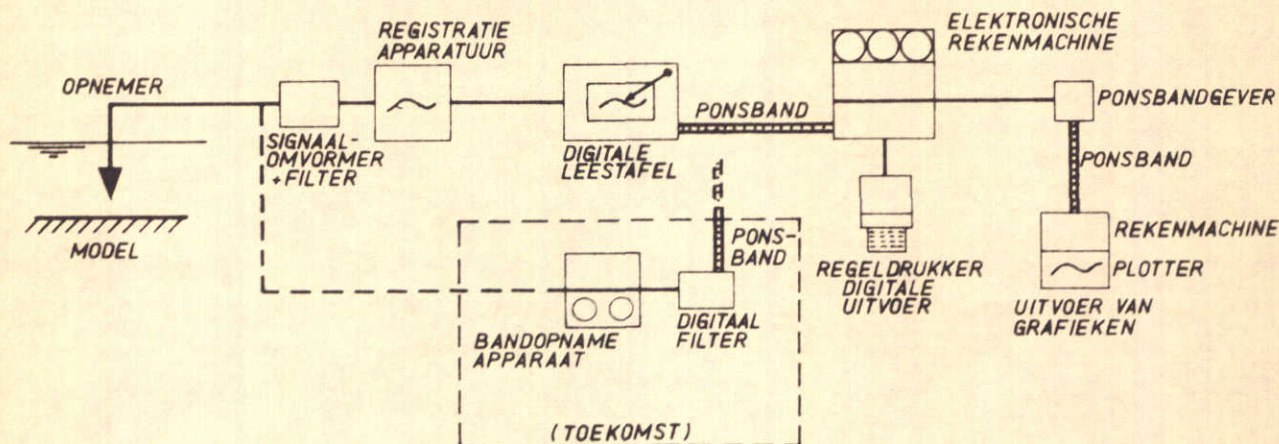 OPNEMER
MODEL
SIGNAAL-
OMVORMER
+FILTER
REGISTRATIE
APPARATUUR
DIGITALE
LEESTAFEL
PONSBAND
ELEKTRONISCHE
REKENMACHINE
PONSBANDGEVER
PONSBAND
REKENMACHINE
PLOTTER
UITVOER VAN
GRAFIEKEN
REGELDRUKKER
DIGITALE
UITVOER
PONS-
BAND
DIGITAAL
FILTER
BANDOPNAME
APPARAAT
(TOEKOMST)